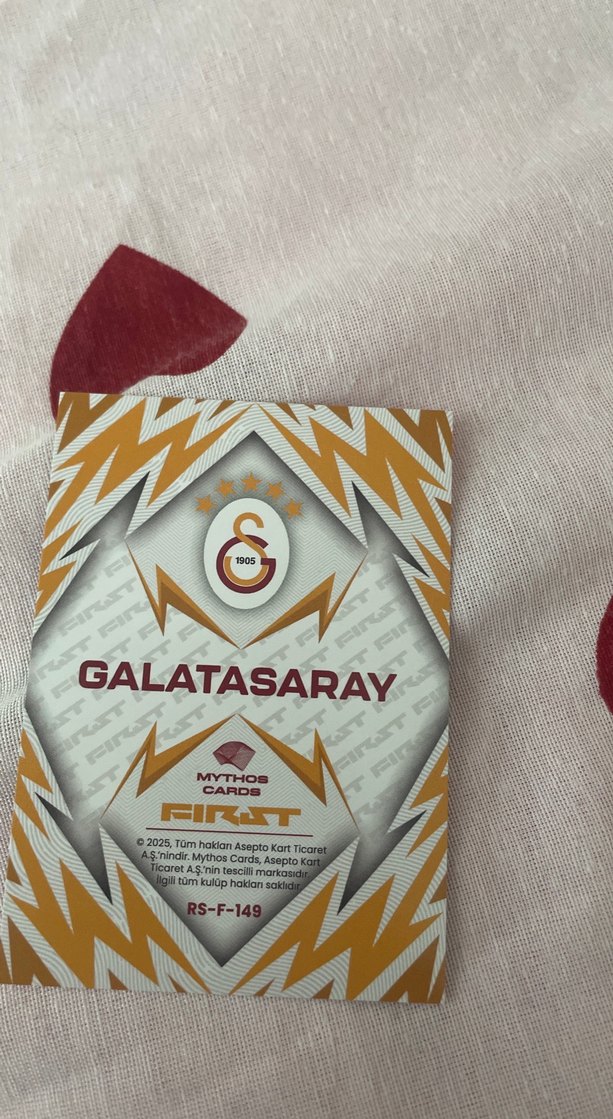 1905
GALATASARAY
MYTHOS
CARDS
FIRST
© 2025, Tüm hakları Asepto Kart Ticaret
A.Ş.'nindir. Mythos Cards, Asepto Kart
Ticaret A.Ş.'nin tescilli markasıdır.
İlgili tüm kulüp hakları saklıdır.
RS-F-149